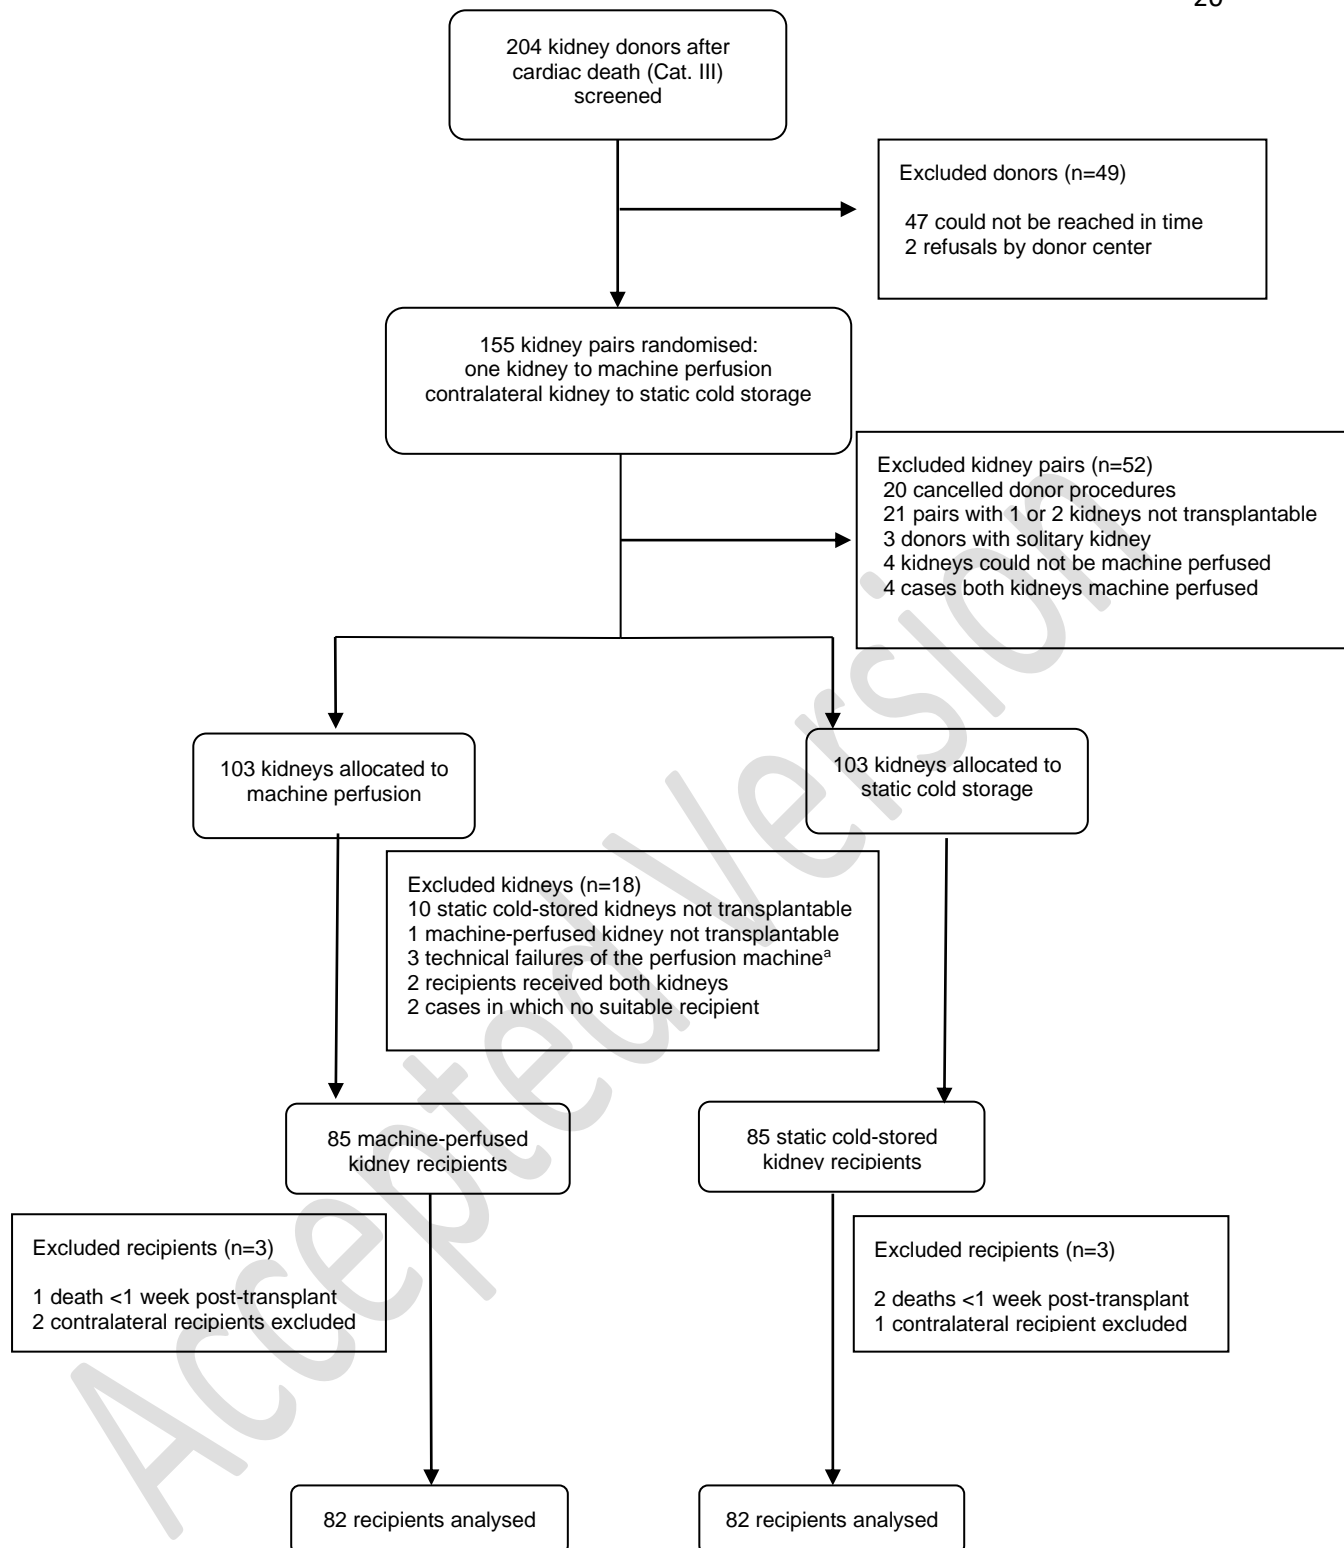 20
204 kidney donors after
cardiac death (Cat. III)
screened
Excluded donors (n=49)
47 could not be reached in time
2 refusals by donor center
155 kidney pairs randomised:
one kidney to machine perfusion
contralateral kidney to static cold storage
Excluded kidney pairs (n=52)
20 cancelled donor procedures
21 pairs with 1 or 2 kidneys not transplantable
3 donors with solitary kidney
4 kidneys could not be machine perfused
4 cases both kidneys machine perfused
103 kidneys allocated to
machine perfusion
103 kidneys allocated to
static cold storage
Excluded kidneys (n=18)
10 static cold-stored kidneys not transplantable
1 machine-perfused kidney not transplantable
3 technical failures of the perfusion machineᵃ
2 recipients received both kidneys
2 cases in which no suitable recipient
85 machine-perfused
kidney recipients
85 static cold-stored
kidney recipients
Excluded recipients (n=3)
1 death <1 week post-transplant
2 contralateral recipients excluded
Excluded recipients (n=3)
2 deaths <1 week post-transplant
1 contralateral recipient excluded
82 recipients analysed
82 recipients analysed
Accepted Version